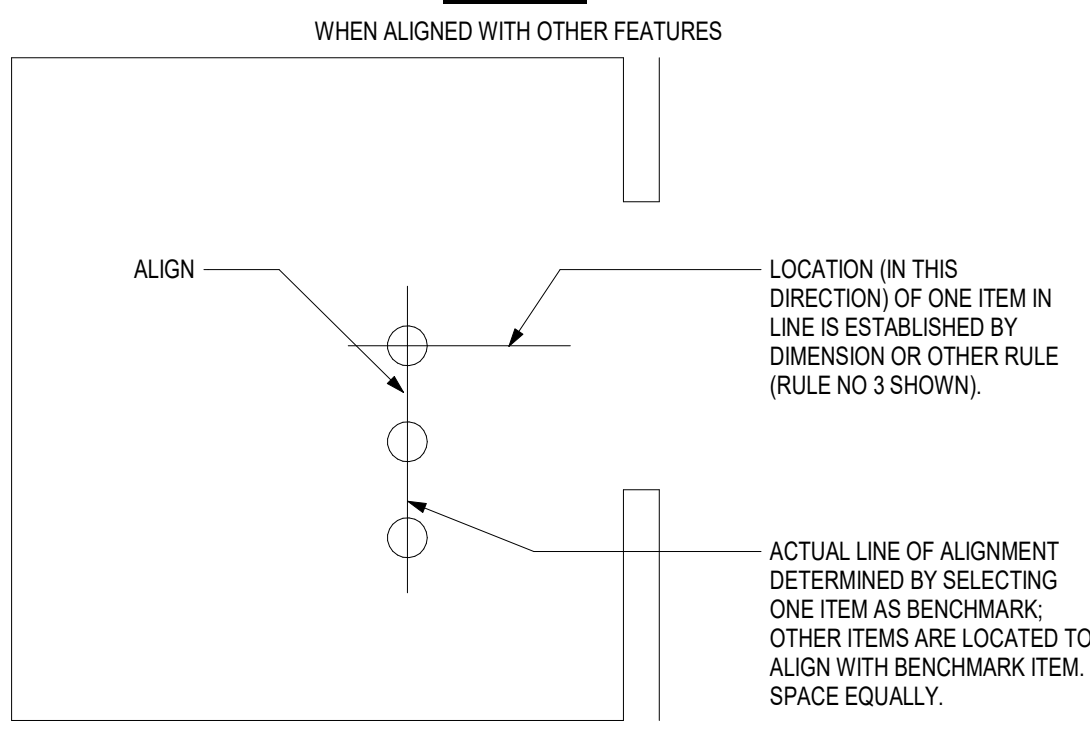 WHEN ALIGNED WITH OTHER FEATURES
ALIGN
LOCATION (IN THIS
DIRECTION) OF ONE ITEM IN
LINE IS ESTABLISHED BY
DIMENSION OR OTHER RULE
(RULE NO 3 SHOWN).
ACTUAL LINE OF ALIGNMENT
DETERMINED BY SELECTING
ONE ITEM AS BENCHMARK;
OTHER ITEMS ARE LOCATED TO
ALIGN WITH BENCHMARK ITEM.
SPACE EQUALLY.